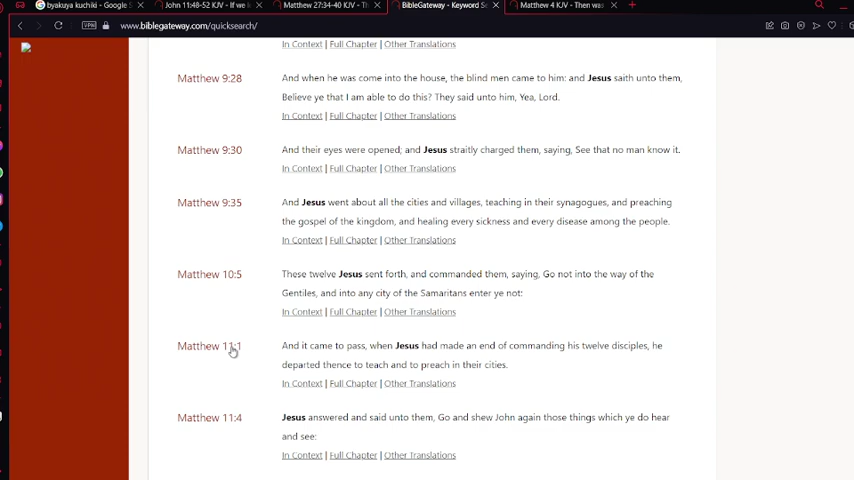 byakuya kuchiki - Google S
John 11:48-52 KJV - If we l
Matthew 27:34-40 KJV - Th
BibleGateway - Keyword Se
Matthew 4 KJV - Then was
VPN
www.biblegateway.com/quicksearch/
In Context | Full Chapter | Other Translations
Matthew 9:28
And when he was come into the house, the blind men came to him: and Jesus saith unto them,
Believe ye that I am able to do this? They said unto him, Yea, Lord.
In Context | Full Chapter | Other Translations
Matthew 9:30
And their eyes were opened; and Jesus straitly charged them, saying, See that no man know it.
In Context | Full Chapter | Other Translations
Matthew 9:35
And Jesus went about all the cities and villages, teaching in their synagogues, and preaching
the gospel of the kingdom, and healing every sickness and every disease among the people.
In Context | Full Chapter | Other Translations
Matthew 10:5
These twelve Jesus sent forth, and commanded them, saying, Go not into the way of the
Gentiles, and into any city of the Samaritans enter ye not:
In Context | Full Chapter | Other Translations
Matthew 11:1
And it came to pass, when Jesus had made an end of commanding his twelve disciples, he
departed thence to teach and to preach in their cities.
In Context | Full Chapter | Other Translations
Matthew 11:4
Jesus answered and said unto them, Go and shew John again those things which ye do hear
and see:
In Context | Full Chapter | Other Translations